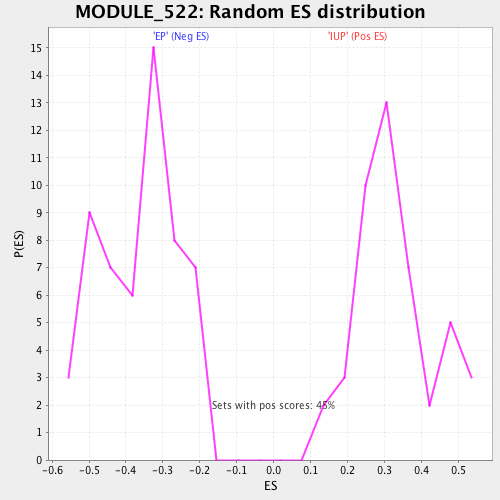 MODULE_522: Random ES distribution
'EP' (Neg ES) 'IUP' (Pos ES)
15
14
13
12
11
10
9
8
7
6
5
4
3
2
1
0
P(ES)
Sets with pos scores: 45%
-0.6 -0.5 -0.4 -0.3 -0.2 -0.1 0.0 0.1 0.2 0.3 0.4 0.5
ES